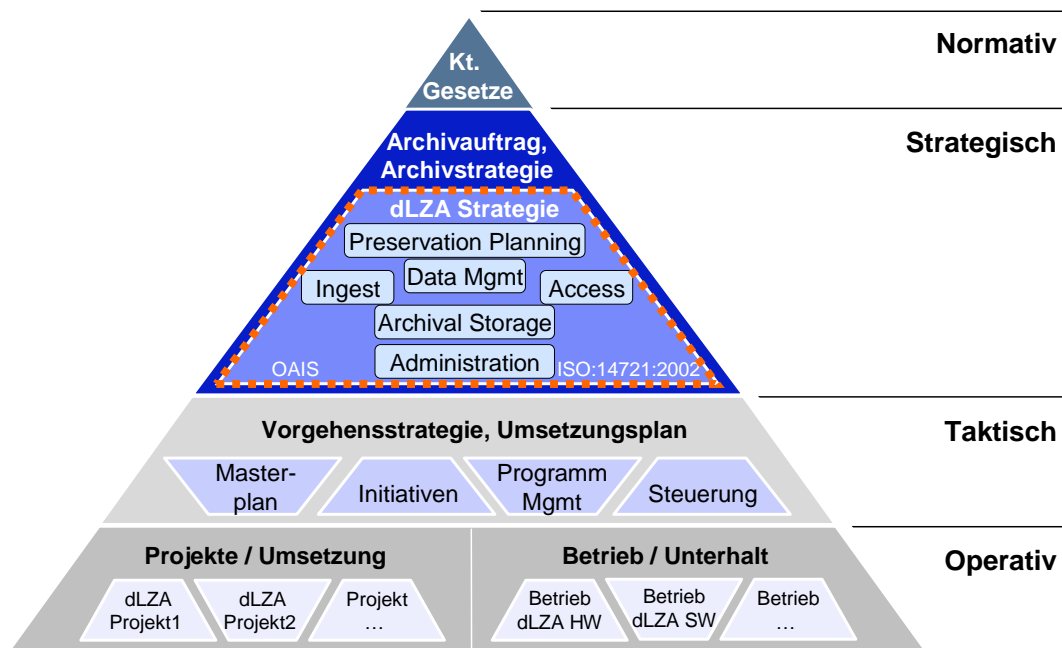 Normativ
Kt.
Gesetze
Strategisch
Archivauftrag,
Archivstrategie
dLZA Strategie
Preservation Planning
Data Mgmt
Ingest
Access
Archival Storage
Administration
OAIS
ISO:14721:2002
Taktisch
Vorgehensstrategie, Umsetzungsplan
Master-
plan
Initiativen
Programm
Mgmt
Steuerung
Operativ
Projekte / Umsetzung
Betrieb / Unterhalt
dLZA
Projekt1
dLZA
Projekt2
Projekt
…
Betrieb
dLZA HW
Betrieb
dLZA SW
Betrieb
…